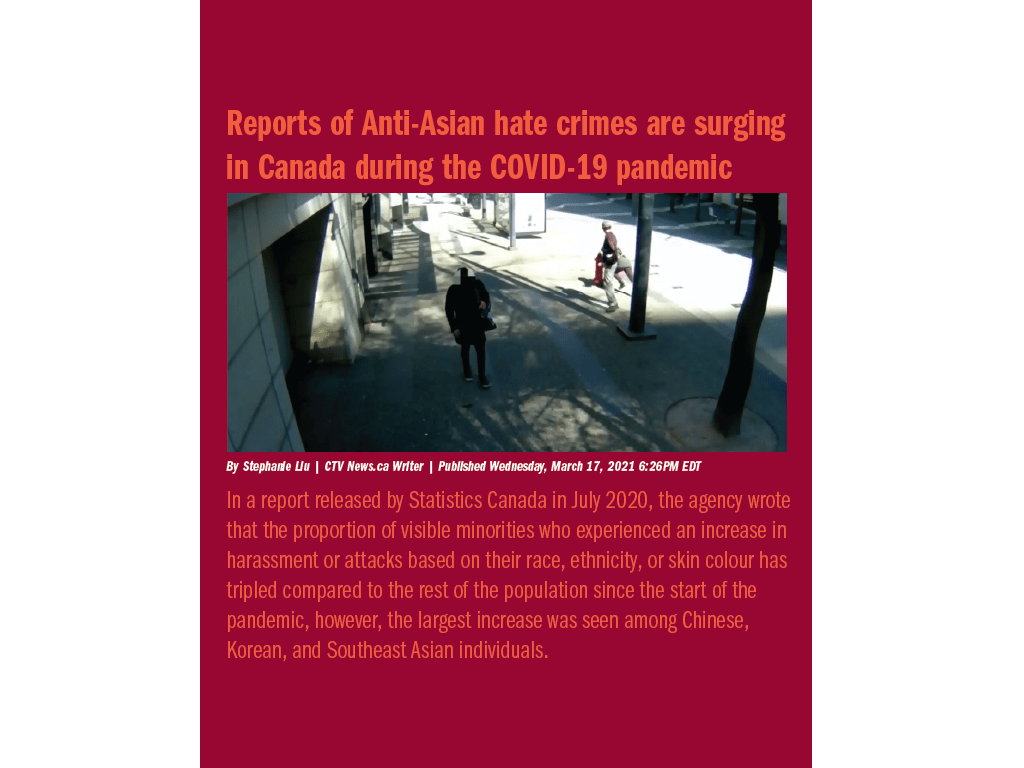 Reports of Anti-Asian hate crimes are surging
in Canada during the COVID-19 pandemic
By Stephanie Liu | CTV News.ca Writer | Published Wednesday, March 17, 2021 6:26PM EDT
In a report released by Statistics Canada in July 2020, the agency wrote
that the proportion of visible minorities who experienced an increase in
harassment or attacks based on their race, ethnicity, or skin colour has
tripled compared to the rest of the population since the start of the
pandemic, however, the largest increase was seen among Chinese,
Korean, and Southeast Asian individuals.